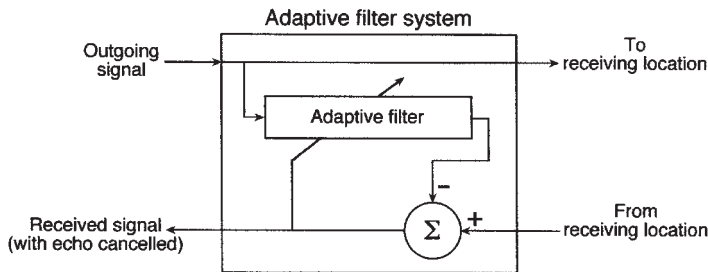 Adaptive filter system
Outgoing
signal
To
receiving location
Adaptive filter
−
Received signal
(with echo cancelled)
Σ
+
From
receiving location